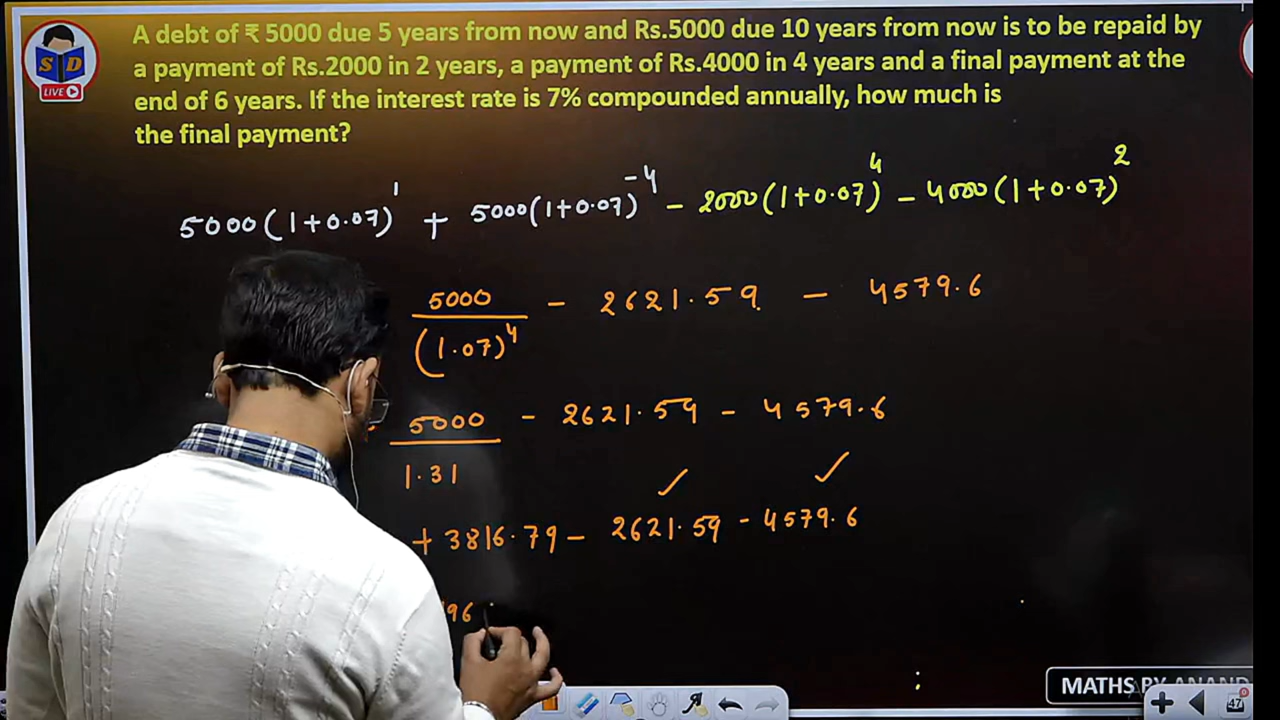 A debt of ₹ 5000 due 5 years from now and Rs.5000 due 10 years from now is to be repaid by
a payment of Rs.2000 in 2 years, a payment of Rs.4000 in 4 years and a final payment at the
end of 6 years. If the interest rate is 7% compounded annually, how much is
the final payment?
SD
LIVE
5000(1+0.07)^1 + 5000(1+0.07)^-4 - 2000(1+0.07)^4 - 4000(1+0.07)^2
5000/(1.07)^4 - 2621.59 - 4579.6
5000/1.31 - 2621.59 - 4579.6
+ 3816.79 - 2621.59 - 4579.6
96
MATHS BY ANAND
47